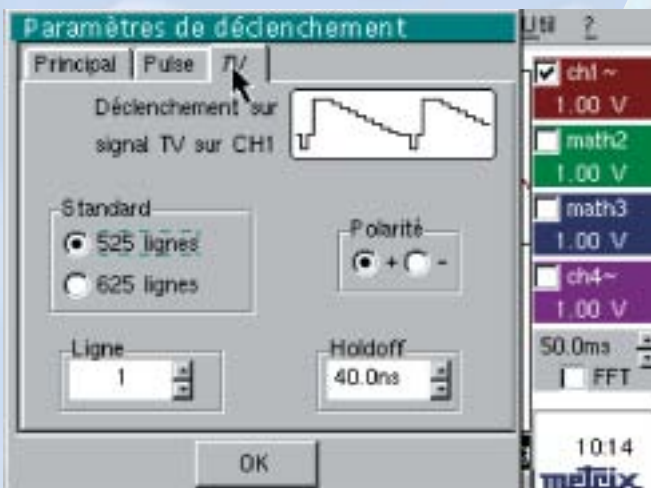 Paramètres de déclenchement
Principal
Pulse
TV
Déclenchement sur
signal TV sur CH1
Standard
525 lignes
625 lignes
Polarité
+
-
Ligne
1
Holdoff
40.0ns
OK
Util ?
ch1 ~
1.00 V
math2
1.00 V
math3
1.00 V
ch4~
1.00 V
50.0ms
FFT
10:14
metrix